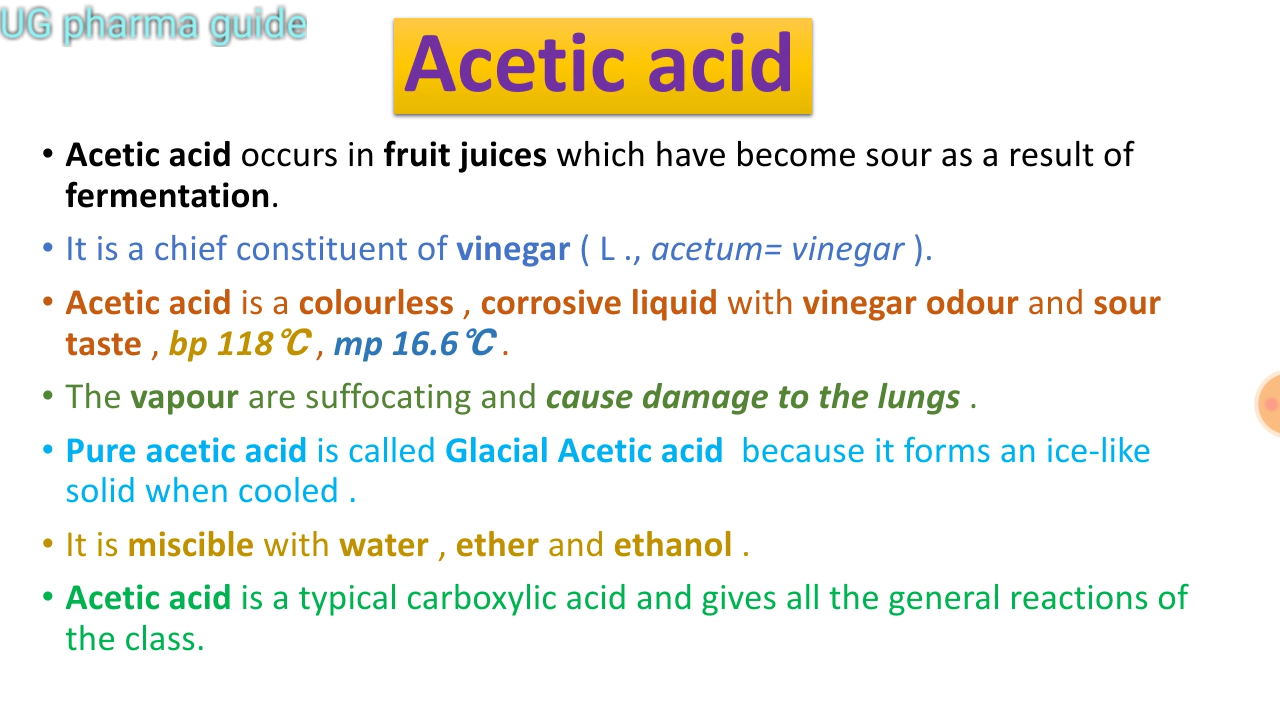 UG pharma guide
Acetic acid
• Acetic acid occurs in fruit juices which have become sour as a result of
fermentation.
• It is a chief constituent of vinegar ( L ., acetum= vinegar ).
• Acetic acid is a colourless , corrosive liquid with vinegar odour and sour
taste , bp 118℃ , mp 16.6℃ .
• The vapour are suffocating and cause damage to the lungs .
• Pure acetic acid is called Glacial Acetic acid  because it forms an ice-like
solid when cooled .
• It is miscible with water , ether and ethanol .
• Acetic acid is a typical carboxylic acid and gives all the general reactions of
the class.